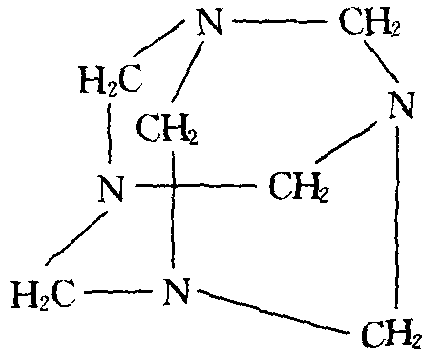 N CH₂
H₂C
N
CH₂
N CH₂
H₂C N
CH₂